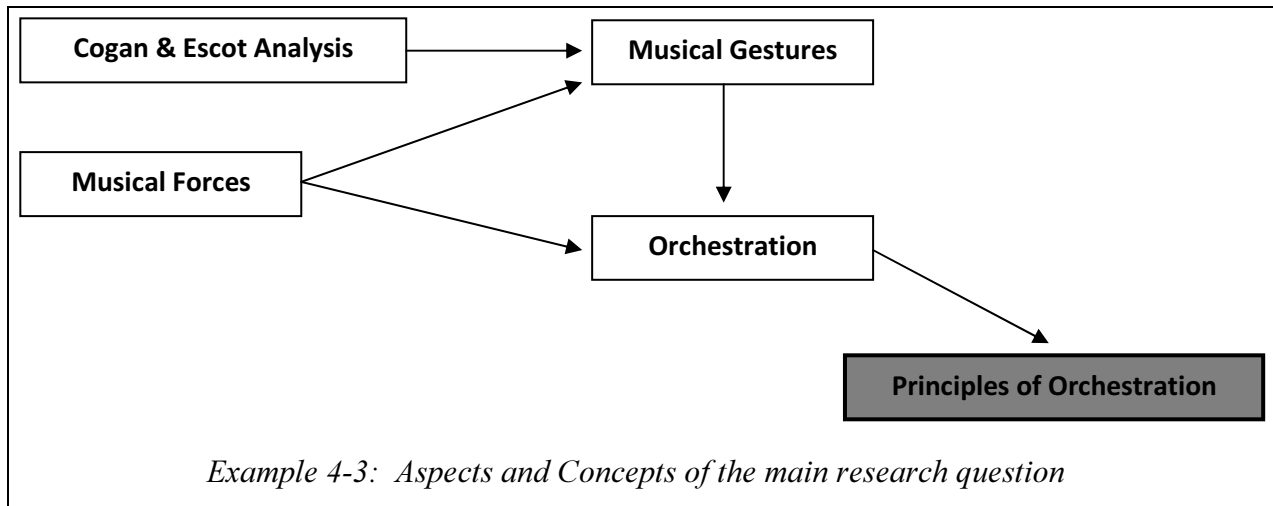 Cogan & Escot Analysis
Musical Gestures
Musical Forces
Orchestration
Principles of Orchestration
Example 4-3: Aspects and Concepts of the main research question